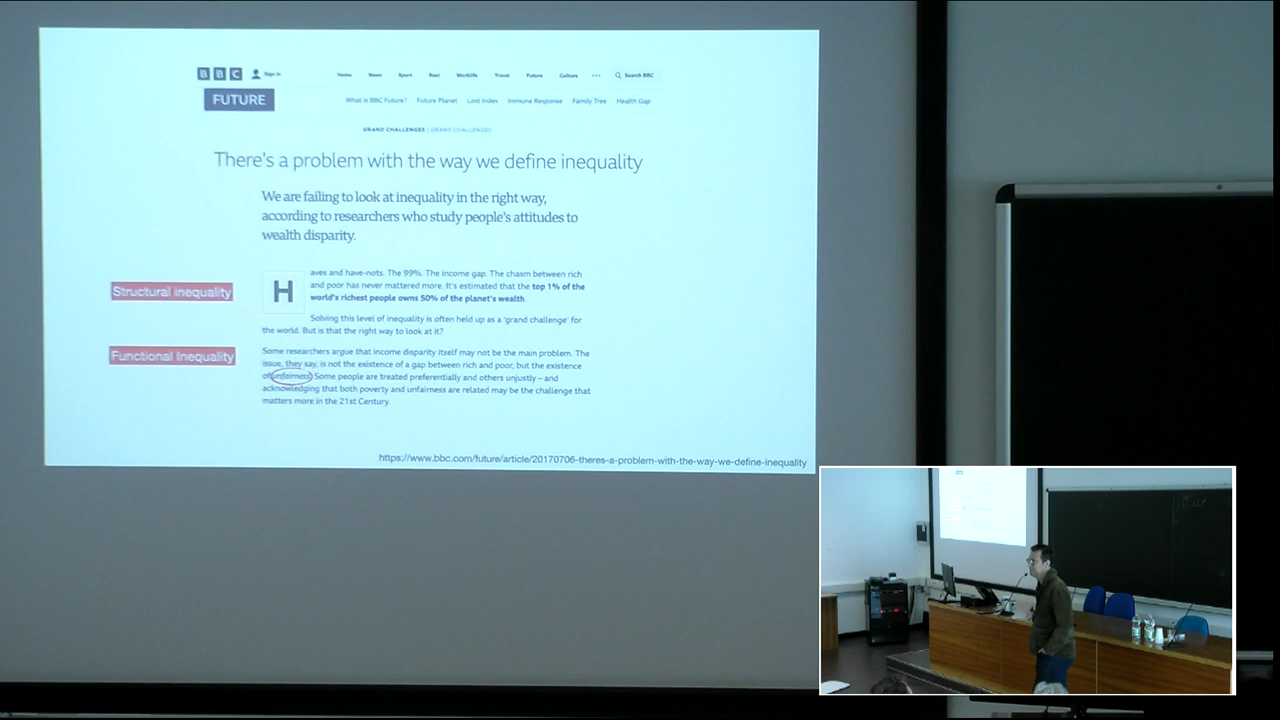 BBC Sign in Home News Sport Reel Worklife Travel Future Culture ... Search BBC
FUTURE What is BBC Future? Future Planet Lost Index Immune Response Family Tree Health Gap
GRAND CHALLENGES | GRAND CHALLENGES
There's a problem with the way we define inequality
We are failing to look at inequality in the right way,
according to researchers who study people's attitudes to
wealth disparity.
Structural inequality
Haves and have-nots. The 99%. The income gap. The chasm between rich
and poor has never mattered more. It's estimated that the top 1% of the
world's richest people owns 50% of the planet's wealth.
Solving this level of inequality is often held up as a 'grand challenge' for
the world. But is that the right way to look at it?
Functional Inequality
Some researchers argue that income disparity itself may not be the main problem. The
issue, they say, is not the existence of a gap between rich and poor, but the existence
of unfairness. Some people are treated preferentially and others unjustly – and
acknowledging that both poverty and unfairness are related may be the challenge that
matters more in the 21st Century.
https://www.bbc.com/future/article/20170706-theres-a-problem-with-the-way-we-define-inequality